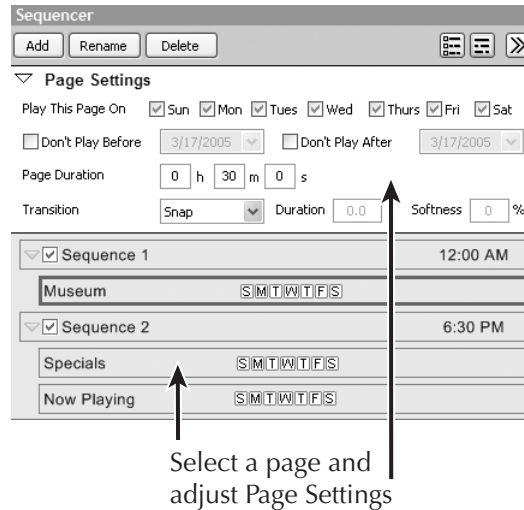 Sequencer
Add Rename Delete
Page Settings
Play This Page On Sun Mon Tues Wed Thurs Fri Sat
Don't Play Before 3/17/2005 Don't Play After 3/17/2005
Page Duration 0 h 30 m 0 s
Transition Snap Duration 0.0 Softness 0 %
Sequence 1 12:00 AM
Museum S M T W T F S
Sequence 2 6:30 PM
Specials S M T W T F S
Now Playing S M T W T F S
Select a page and
adjust Page Settings